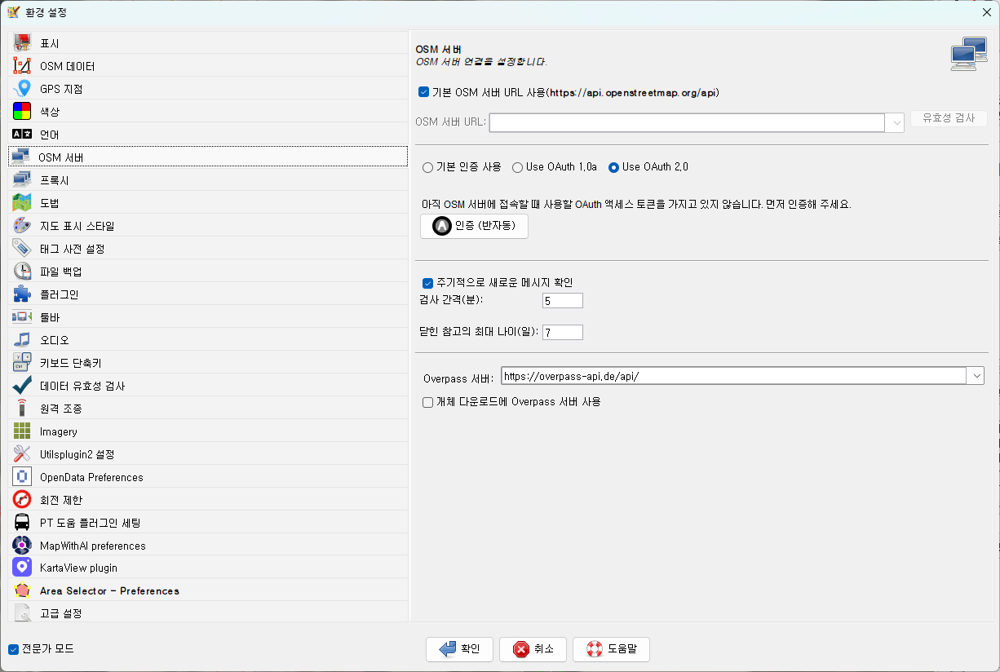 환경 설정
표시
OSM 데이터
GPS 지점
색상
언어
OSM 서버
프록시
도법
지도 표시 스타일
태그 사전 설정
파일 백업
플러그인
툴바
오디오
키보드 단축키
데이터 유효성 검사
원격 조종
Imagery
Utilsplugin2 설정
OpenData Preferences
회전 제한
PT 도움 플러그인 세팅
MapWithAI preferences
KartaView plugin
Area Selector - Preferences
고급 설정
전문가 모드
OSM 서버
OSM 서버 연결을 설정합니다.
기본 OSM 서버 URL 사용(https://api.openstreetmap.org/api)
OSM 서버 URL: 유효성 검사
기본 인증 사용 Use OAuth 1.0a Use OAuth 2.0
아직 OSM 서버에 접속할 때 사용할 OAuth 액세스 토큰을 가지고 있지 않습니다. 먼저 인증해 주세요.
인증 (반자동)
주기적으로 새로운 메시지 확인
검사 간격(분): 5
닫힌 참고의 최대 나이(일): 7
Overpass 서버: https://overpass-api.de/api/
개체 다운로드에 Overpass 서버 사용
확인 취소 도움말